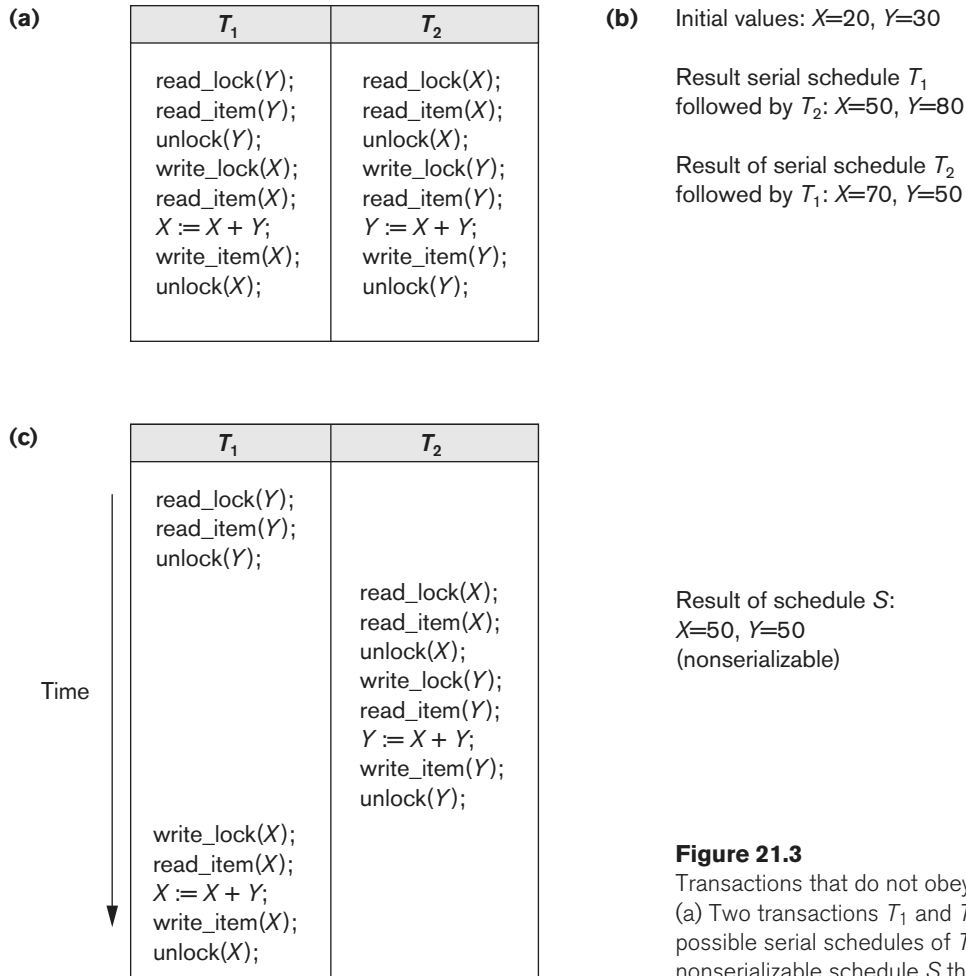 (a)
T1 T2
read_lock(Y); read_lock(X);
read_item(Y); read_item(X);
unlock(Y); unlock(X);
write_lock(X); write_lock(Y);
read_item(X); read_item(Y);
X := X + Y; Y := X + Y;
write_item(X); write_item(Y);
unlock(X); unlock(Y);
(b) Initial values: X=20, Y=30
Result serial schedule T1
followed by T2: X=50, Y=80
Result of serial schedule T2
followed by T1: X=70, Y=50
(c)
T1 T2
Time
read_lock(Y);
read_item(Y);
unlock(Y);
read_lock(X);
read_item(X);
unlock(X);
write_lock(Y);
read_item(Y);
Y := X + Y;
write_item(Y);
unlock(Y);
write_lock(X);
read_item(X);
X := X + Y;
write_item(X);
unlock(X);
Result of schedule S:
X=50, Y=50
(nonserializable)
Figure 21.3
Transactions that do not obey
(a) Two transactions T1 and
possible serial schedules of
nonserializable schedule S